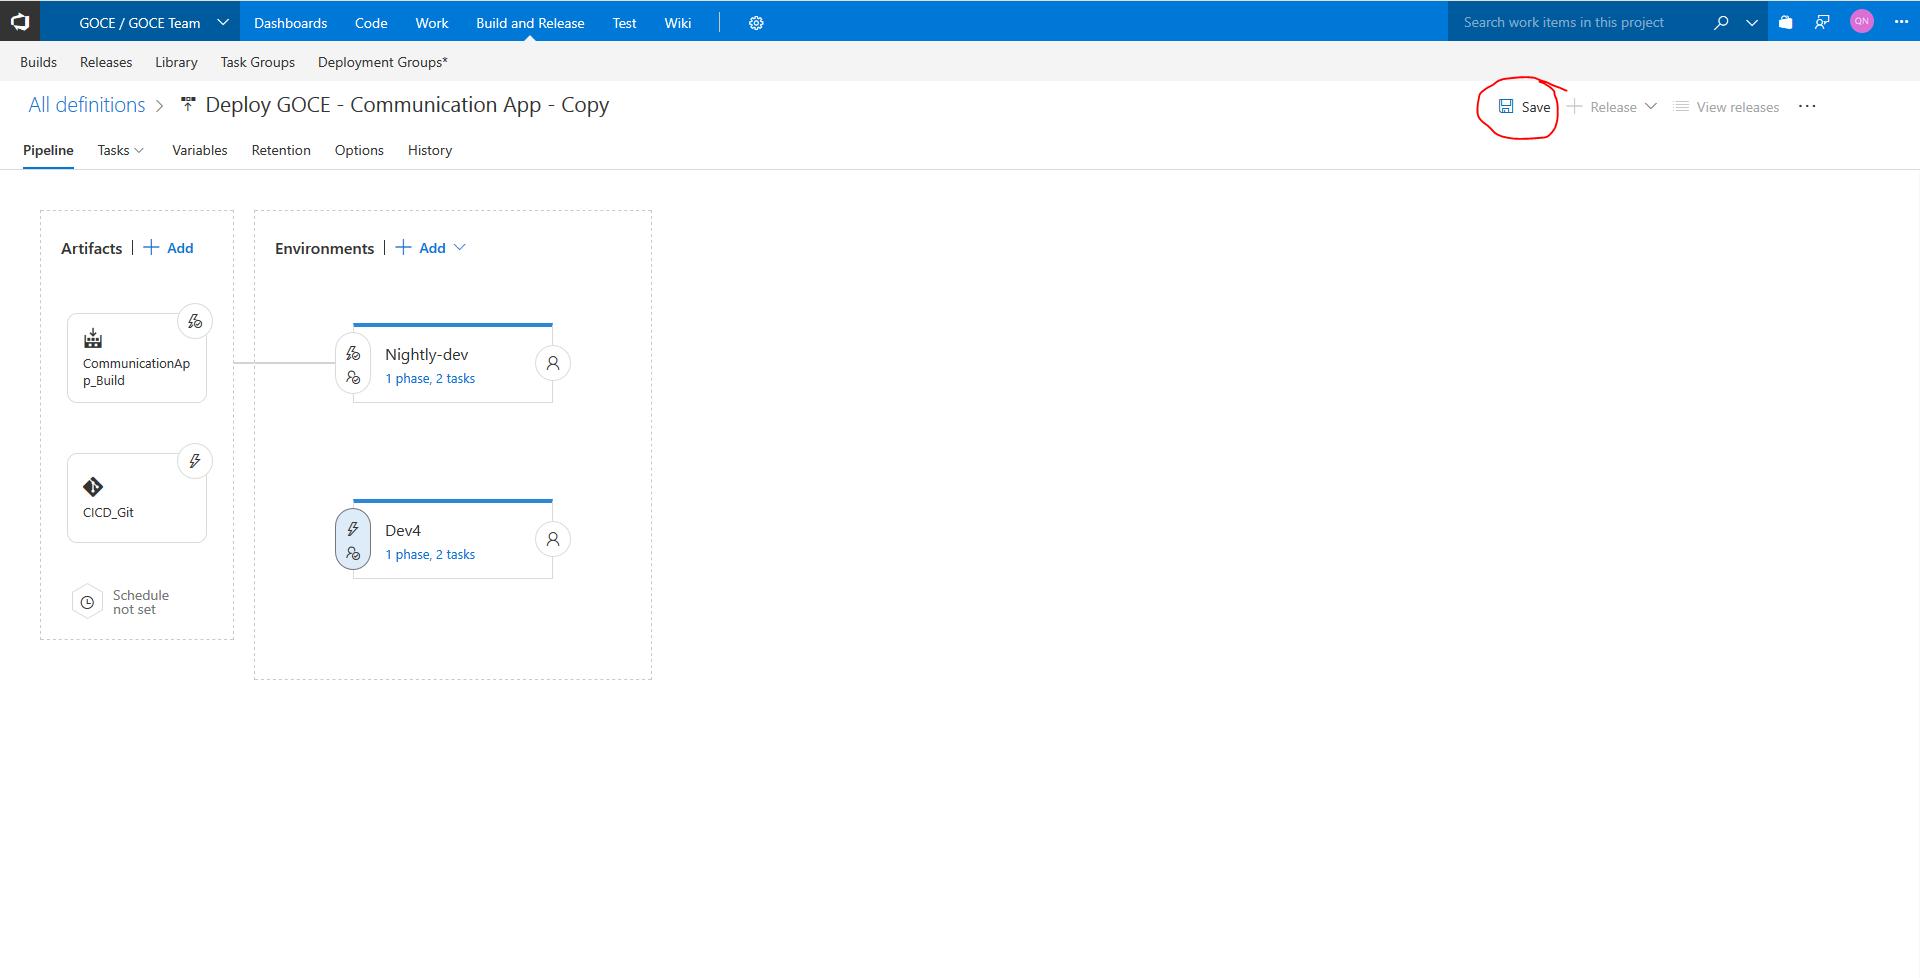 GOCE / GOCE Team Dashboards Code Work Build and Release Test Wiki Search work items in this project QN
Builds Releases Library Task Groups Deployment Groups*
All definitions > Deploy GOCE - Communication App - Copy Save + Release View releases ...
Pipeline Tasks Variables Retention Options History
Artifacts | + Add Environments | + Add
CommunicationAp
p_Build
Nightly-dev
1 phase, 2 tasks
CICD_Git
Dev4
1 phase, 2 tasks
Schedule
not set